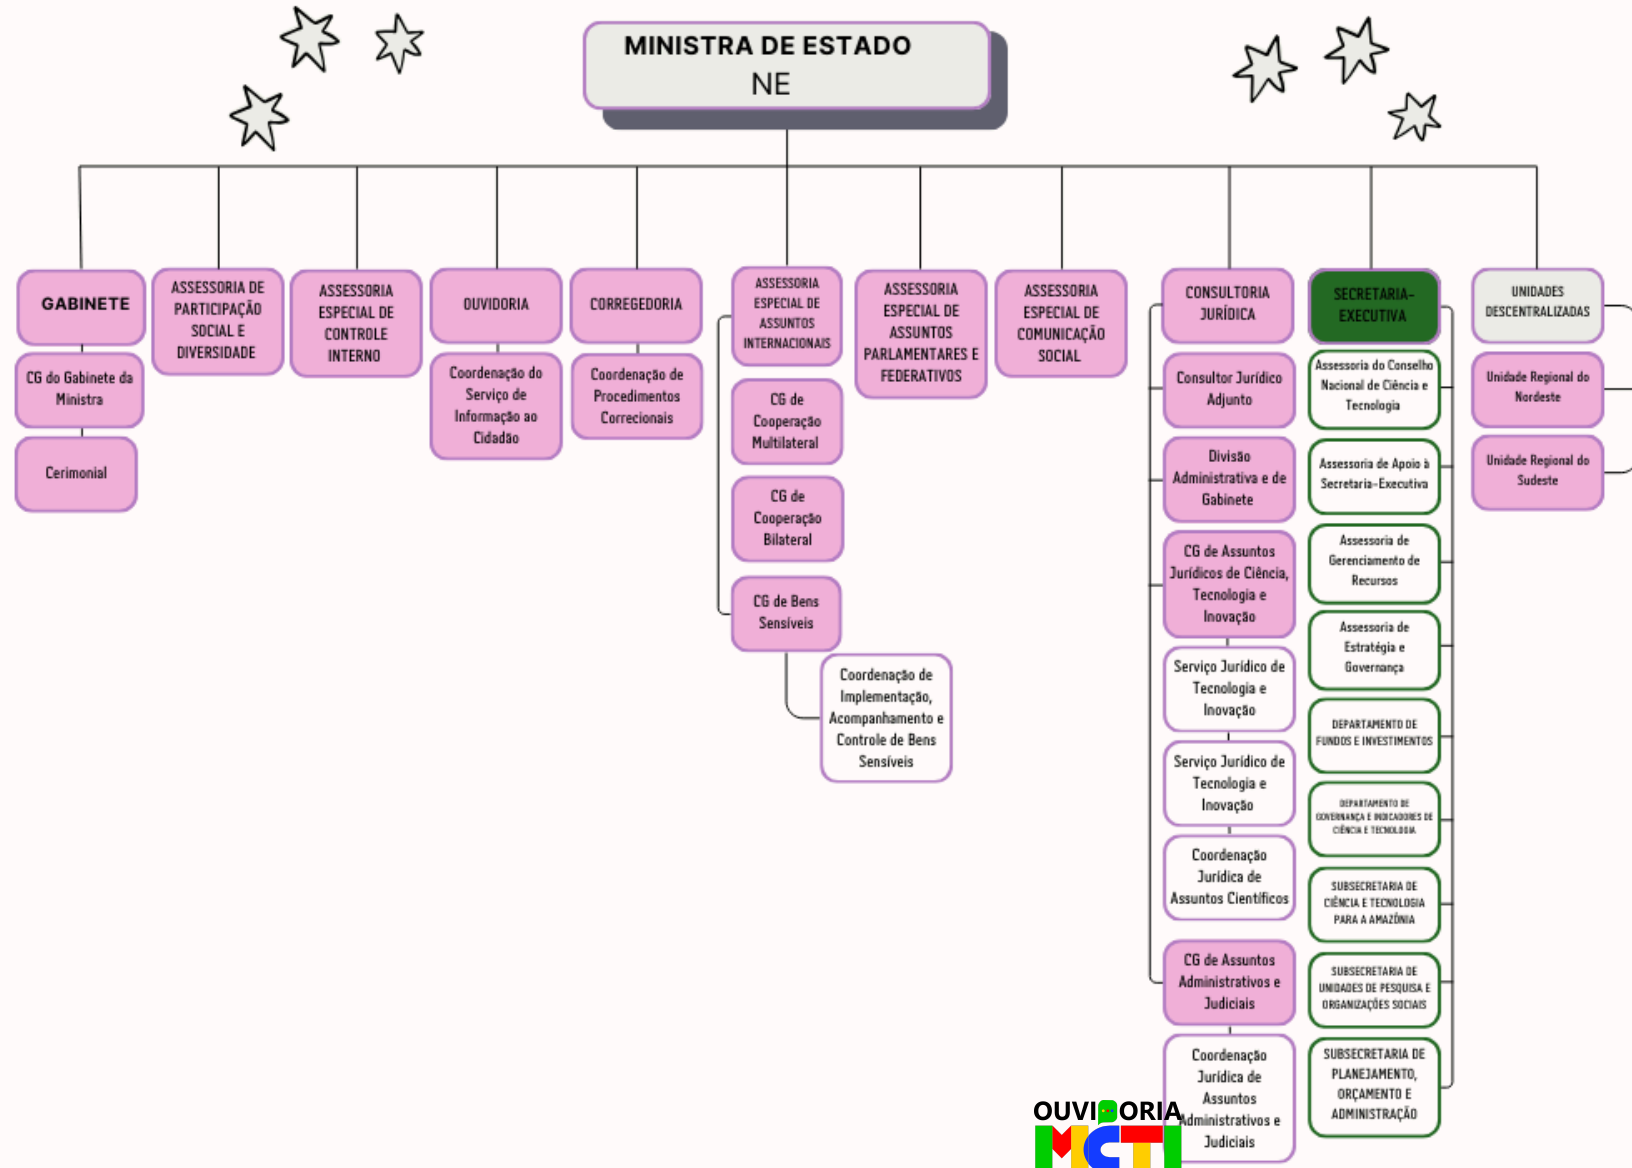 MINISTRA DE ESTADO
NE
GABINETE
CG do Gabinete da
Ministra
Cerimonial
ASSESSORIA DE
PARTICIPAÇÃO
SOCIAL E
DIVERSIDADE
ASSESSORIA
ESPECIAL DE
CONTROLE
INTERNO
OUVIDORIA
Coordenação do
Serviço de
Informação ao
Cidadão
CORREGEDORIA
Coordenação de
Procedimentos
Correcionais
ASSESSORIA
ESPECIAL DE
ASSUNTOS
INTERNACIONAIS
CG de
Cooperação
Multilateral
CG de
Cooperação
Bilateral
CG de Bens
Sensíveis
Coordenação de
Implementação,
Acompanhamento e
Controle de Bens
Sensíveis
ASSESSORIA
ESPECIAL DE
ASSUNTOS
PARLAMENTARES E
FEDERATIVOS
ASSESSORIA
ESPECIAL DE
COMUNICAÇÃO
SOCIAL
CONSULTORIA
JURÍDICA
Consultor Jurídico
Adjunto
Divisão
Administrativa e de
Gabinete
CG de Assuntos
Jurídicos de Ciência,
Tecnologia e
Inovação
Serviço Jurídico de
Tecnologia e
Inovação
Serviço Jurídico de
Tecnologia e
Inovação
Coordenação
Jurídica de
Assuntos Científicos
CG de Assuntos
Administrativos e
Judiciais
Coordenação
Jurídica de
Assuntos
Administrativos e
Judiciais
SECRETARIA-
EXECUTIVA
Assessoria do Conselho
Nacional de Ciência e
Tecnologia
Assessoria de Apoio à
Secretaria-Executiva
Assessoria de
Gerenciamento de
Recursos
Assessoria de
Estratégia e
Governança
DEPARTAMENTO DE
FUNDOS E INVESTIMENTOS
DEPARTAMENTO DE
GOVERNANÇA E INDICADORES DE
CIÊNCIA E TECNOLOGIA
SUBSECRETARIA DE
CIÊNCIA E TECNOLOGIA
PARA A AMAZÔNIA
SUBSECRETARIA DE
UNIDADES DE PESQUISA E
ORGANIZAÇÕES SOCIAIS
SUBSECRETARIA DE
PLANEJAMENTO,
ORÇAMENTO E
ADMINISTRAÇÃO
UNIDADES
DESCENTRALIZADAS
Unidade Regional do
Nordeste
Unidade Regional do
Sudeste
OUVIDORIA
MCTI